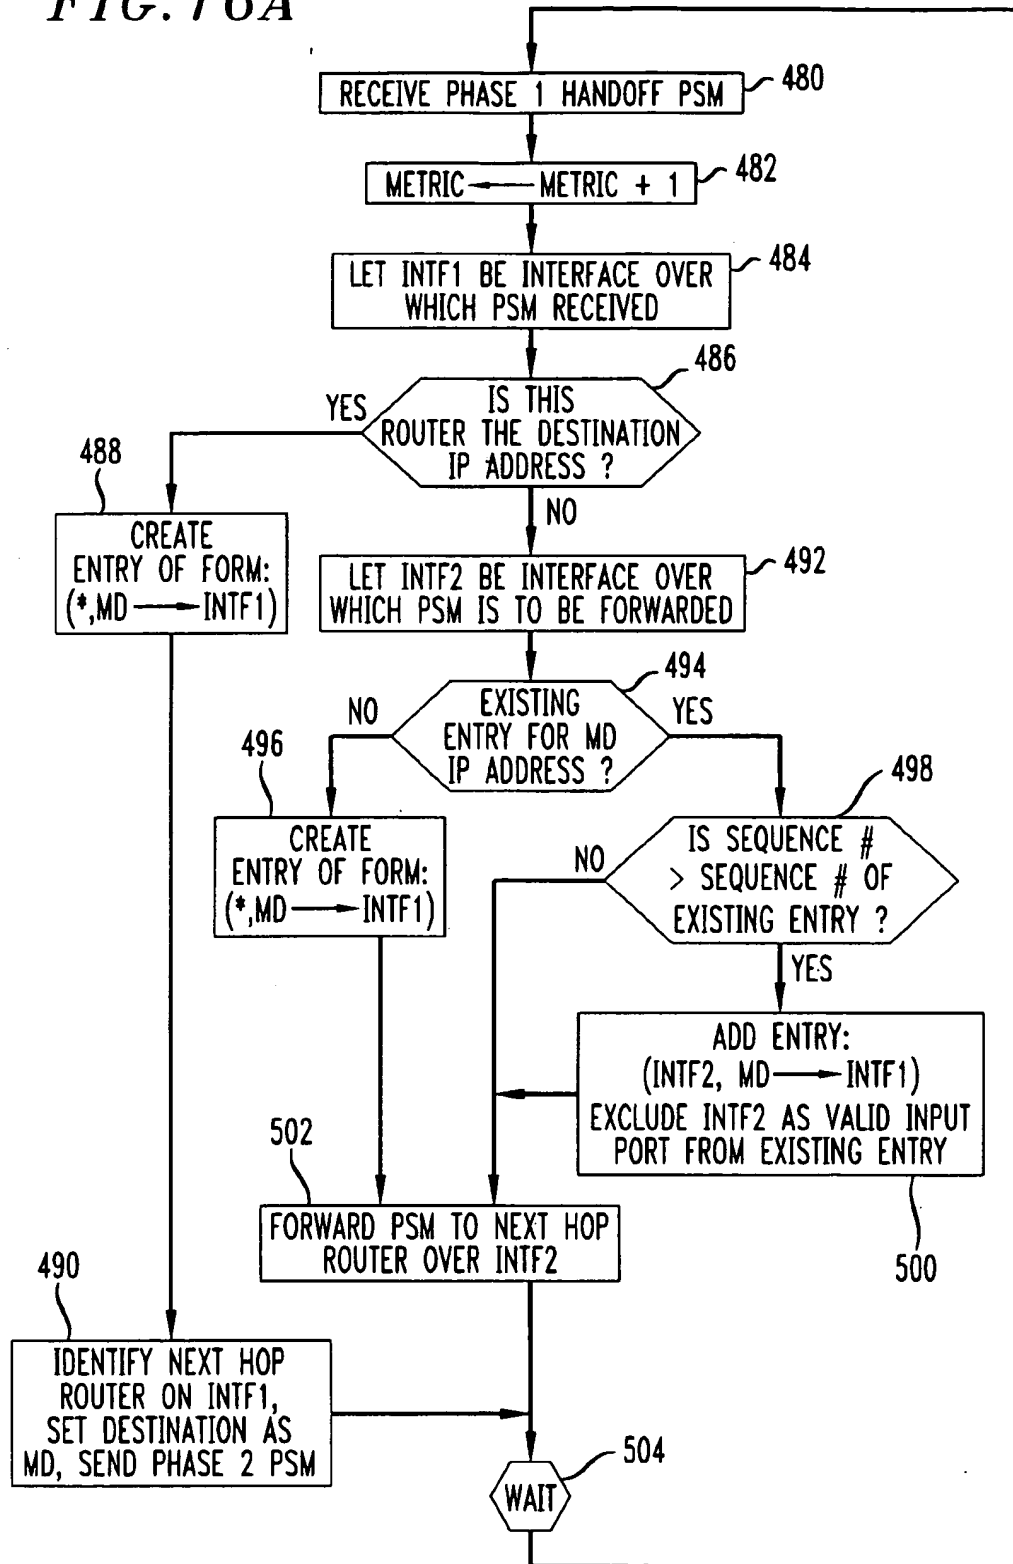 FIG. 16A
RECEIVE PHASE 1 HANDOFF PSM
480
METRIC ← METRIC + 1
482
LET INTF1 BE INTERFACE OVER
WHICH PSM RECEIVED
484
IS THIS
ROUTER THE DESTINATION
IP ADDRESS ?
486
YES
NO
488
CREATE
ENTRY OF FORM:
(*,MD → INTF1)
LET INTF2 BE INTERFACE OVER
WHICH PSM IS TO BE FORWARDED
492
EXISTING
ENTRY FOR MD
IP ADDRESS ?
494
NO
YES
496
CREATE
ENTRY OF FORM:
(*,MD → INTF1)
IS SEQUENCE #
> SEQUENCE # OF
EXISTING ENTRY ?
498
NO
YES
ADD ENTRY:
(INTF2, MD → INTF1)
EXCLUDE INTF2 AS VALID INPUT
PORT FROM EXISTING ENTRY
500
502
FORWARD PSM TO NEXT HOP
ROUTER OVER INTF2
490
IDENTIFY NEXT HOP
ROUTER ON INTF1,
SET DESTINATION AS
MD, SEND PHASE 2 PSM
WAIT
504